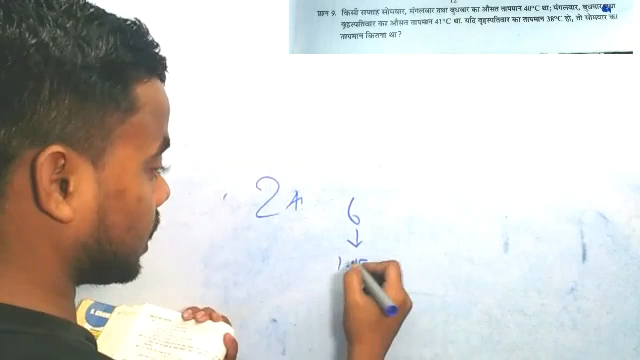 प्रश्न 9. किसी सप्ताह सोमवार, मंगलवार तथा बुधवार का औसत तापमान 40°C था; मंगलवार, बुधवार तथा
बृहस्पतिवार का औसत तापमान 41°C था. यदि बृहस्पतिवार का तापमान 38°C हो, तो सोमवार का
तापमान कितना था ?
2A 6
↓